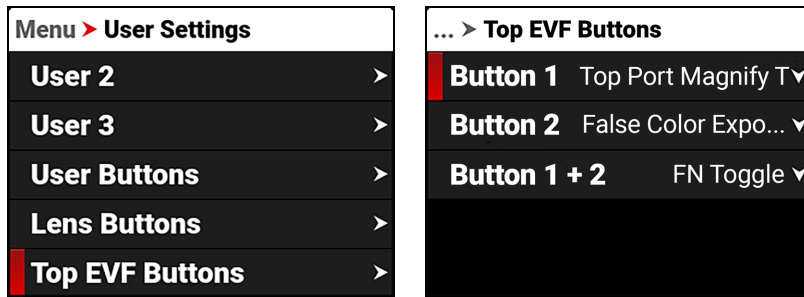 Menu > User Settings
User 2
User 3
User Buttons
Lens Buttons
Top EVF Buttons
... > Top EVF Buttons
Button 1 Top Port Magnify T
Button 2 False Color Expo...
Button 1 + 2 FN Toggle